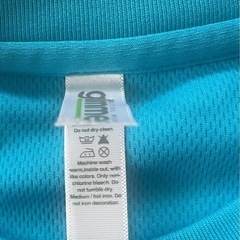 Do not dry-clean
Machine wash
warm,inside out, with
like colors. Only non-
chlorine bleach. Do
not tumble dry.
Medium / hot iron. Do
not iron decoration